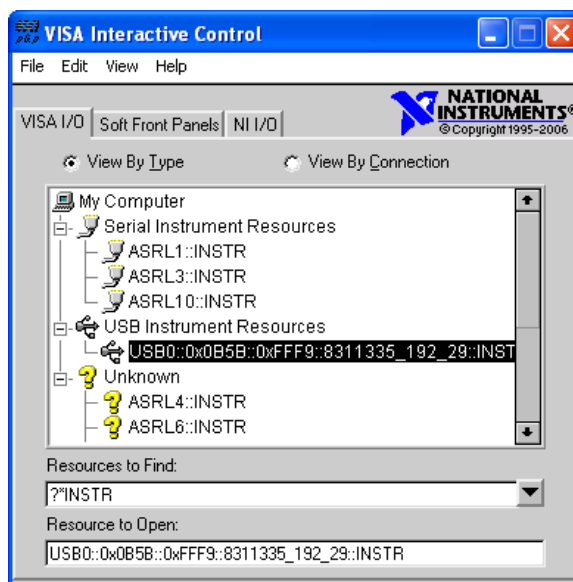 VISA Interactive Control
File Edit View Help
NATIONAL
INSTRUMENTS®
©Copyright 1995-2006
VISA I/O Soft Front Panels NI I/O
View By Type View By Connection
My Computer
Serial Instrument Resources
ASRL1::INSTR
ASRL3::INSTR
ASRL10::INSTR
USB Instrument Resources
USB0::0x0B5B::0xFFF9::8311335_192_29::INST
Unknown
ASRL4::INSTR
ASRL6::INSTR
Resources to Find:
?*INSTR
Resource to Open:
USB0::0x0B5B::0xFFF9::8311335_192_29::INSTR